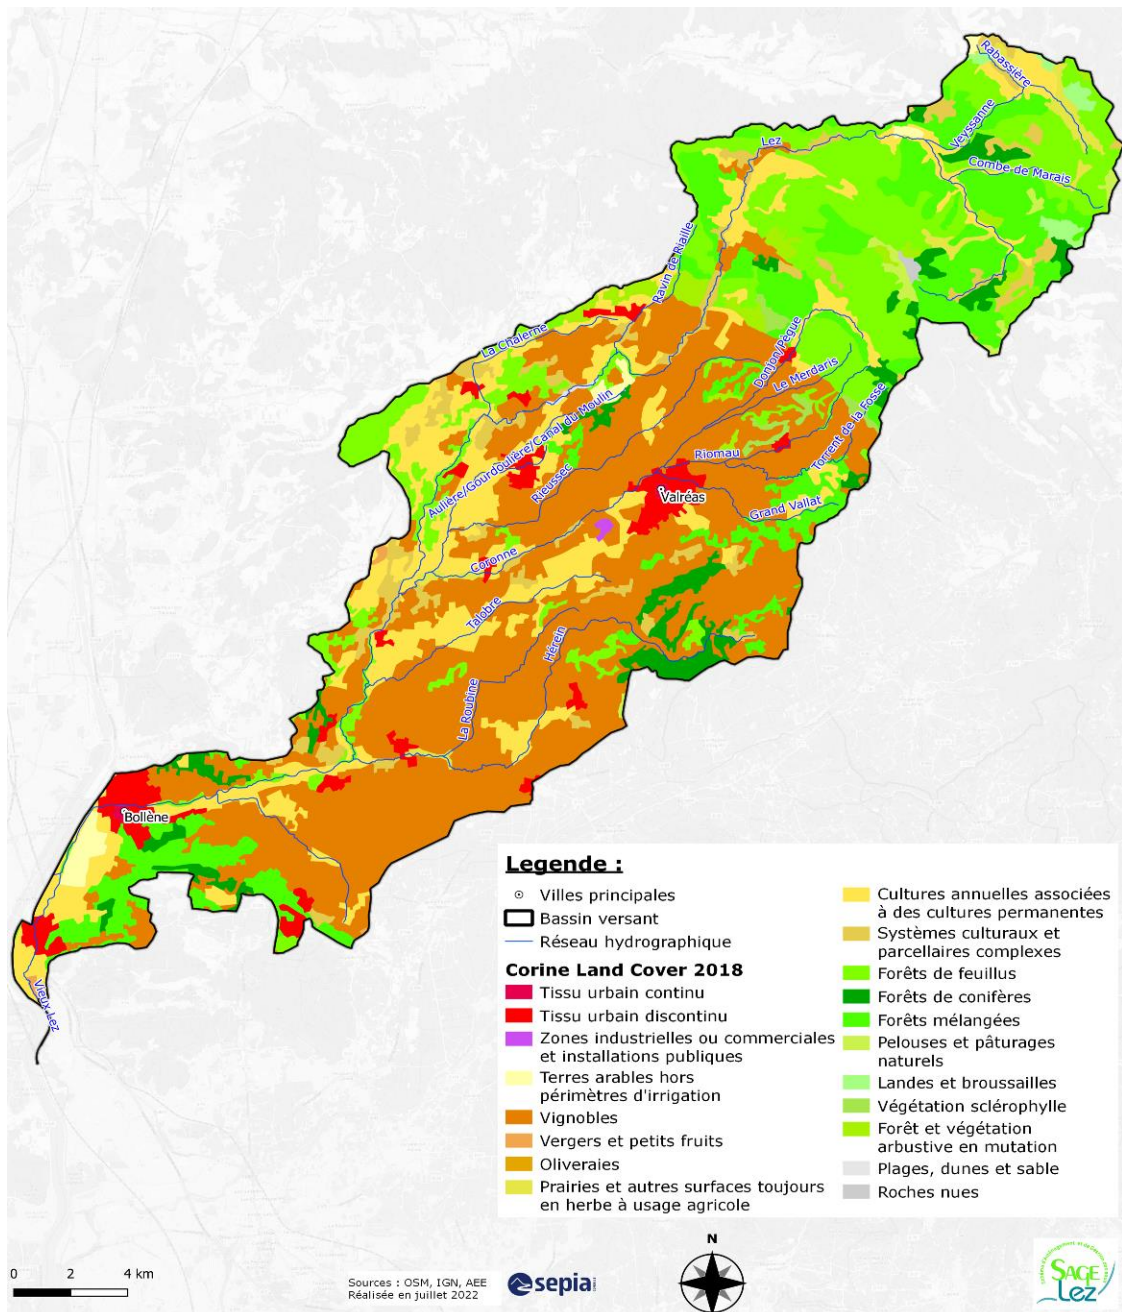 Rabassière
Veyssanne
Lez
Combe de Marais
Ravin de Riaille
La Chalerne
Donjon/Pègue
Le Merdaris
Aulière/Gourdoulière/Canal du Moulin
Torrent de la Fosse
Riomau
Rieussec
Valréas
Grand Vallat
Coronne
Talobre
Hérein
La Roubine
Bollène
Vieux Lez
Legende :
Villes principales
Bassin versant
Réseau hydrographique
Corine Land Cover 2018
Tissu urbain continu
Tissu urbain discontinu
Zones industrielles ou commerciales
et installations publiques
Terres arables hors
périmètres d'irrigation
Vignobles
Vergers et petits fruits
Oliveraies
Prairies et autres surfaces toujours
en herbe à usage agricole
Cultures annuelles associées
à des cultures permanentes
Systèmes culturaux et
parcellaires complexes
Forêts de feuillus
Forêts de conifères
Forêts mélangées
Pelouses et pâturages
naturels
Landes et broussailles
Végétation sclérophylle
Forêt et végétation
arbustive en mutation
Plages, dunes et sable
Roches nues
0 2 4 km
Sources : OSM, IGN, AEE
Réalisée en juillet 2022
sepia
N
SAGE
Lez